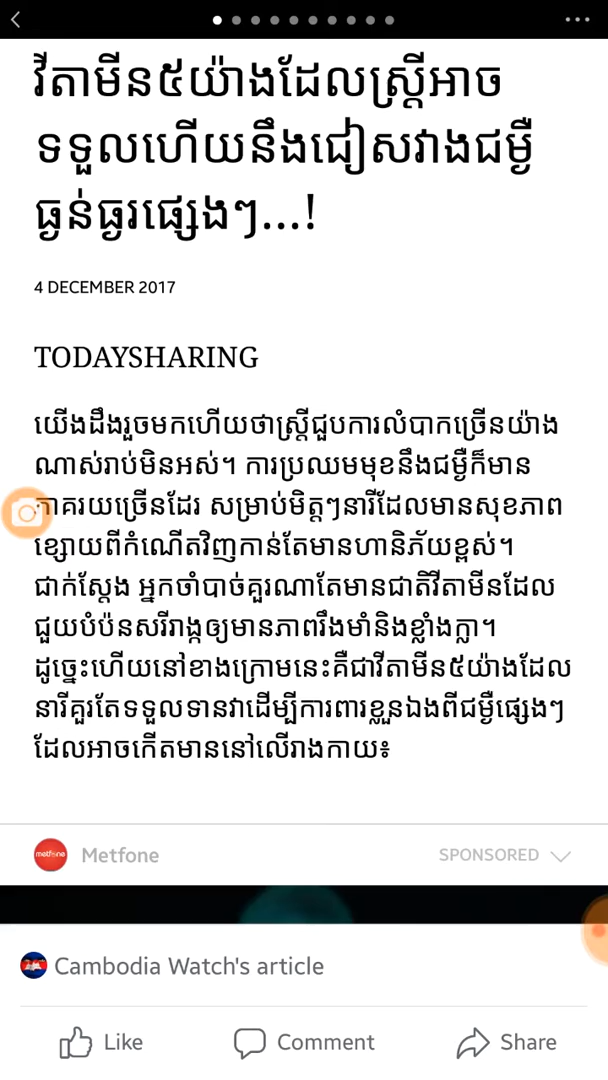 វីតាមីន៥យ៉ាងដែលស្ត្រីអាច
ទទួលហើយនឹងជៀសវាងជម្ងឺ
ធ្ងន់ធ្ងរផ្សេងៗ...!
4 DECEMBER 2017
TODAYSHARING
យើងដឹងរួចមកហើយថាស្ត្រីជួបការលំបាកច្រើនយ៉ាង
ណាស់រាប់មិនអស់។ ការប្រឈមមុខនឹងជម្ងឺក៏មាន
ភាគរយច្រើនដែរ សម្រាប់មិត្តៗនារីដែលមានសុខភាព
ខ្សោយពីកំណើតវិញកាន់តែមានហានិភ័យខ្ពស់។
ជាក់ស្តែង អ្នកចាំបាច់គួរណាតែមានជាតិវីតាមីនដែល
ជួយបំប៉នសរីរាង្គឲ្យមានភាពរឹងមាំនិងខ្លាំងក្លា។
ដូច្នេះហើយនៅខាងក្រោមនេះគឺជាវីតាមីន៥យ៉ាងដែល
នារីគួរតែទទួលទានវាដើម្បីការពារខ្លួនឯងពីជម្ងឺផ្សេងៗ
ដែលអាចកើតមាននៅលើរាងកាយ៖
metfone Metfone SPONSORED
Cambodia Watch's article
Like Comment Share